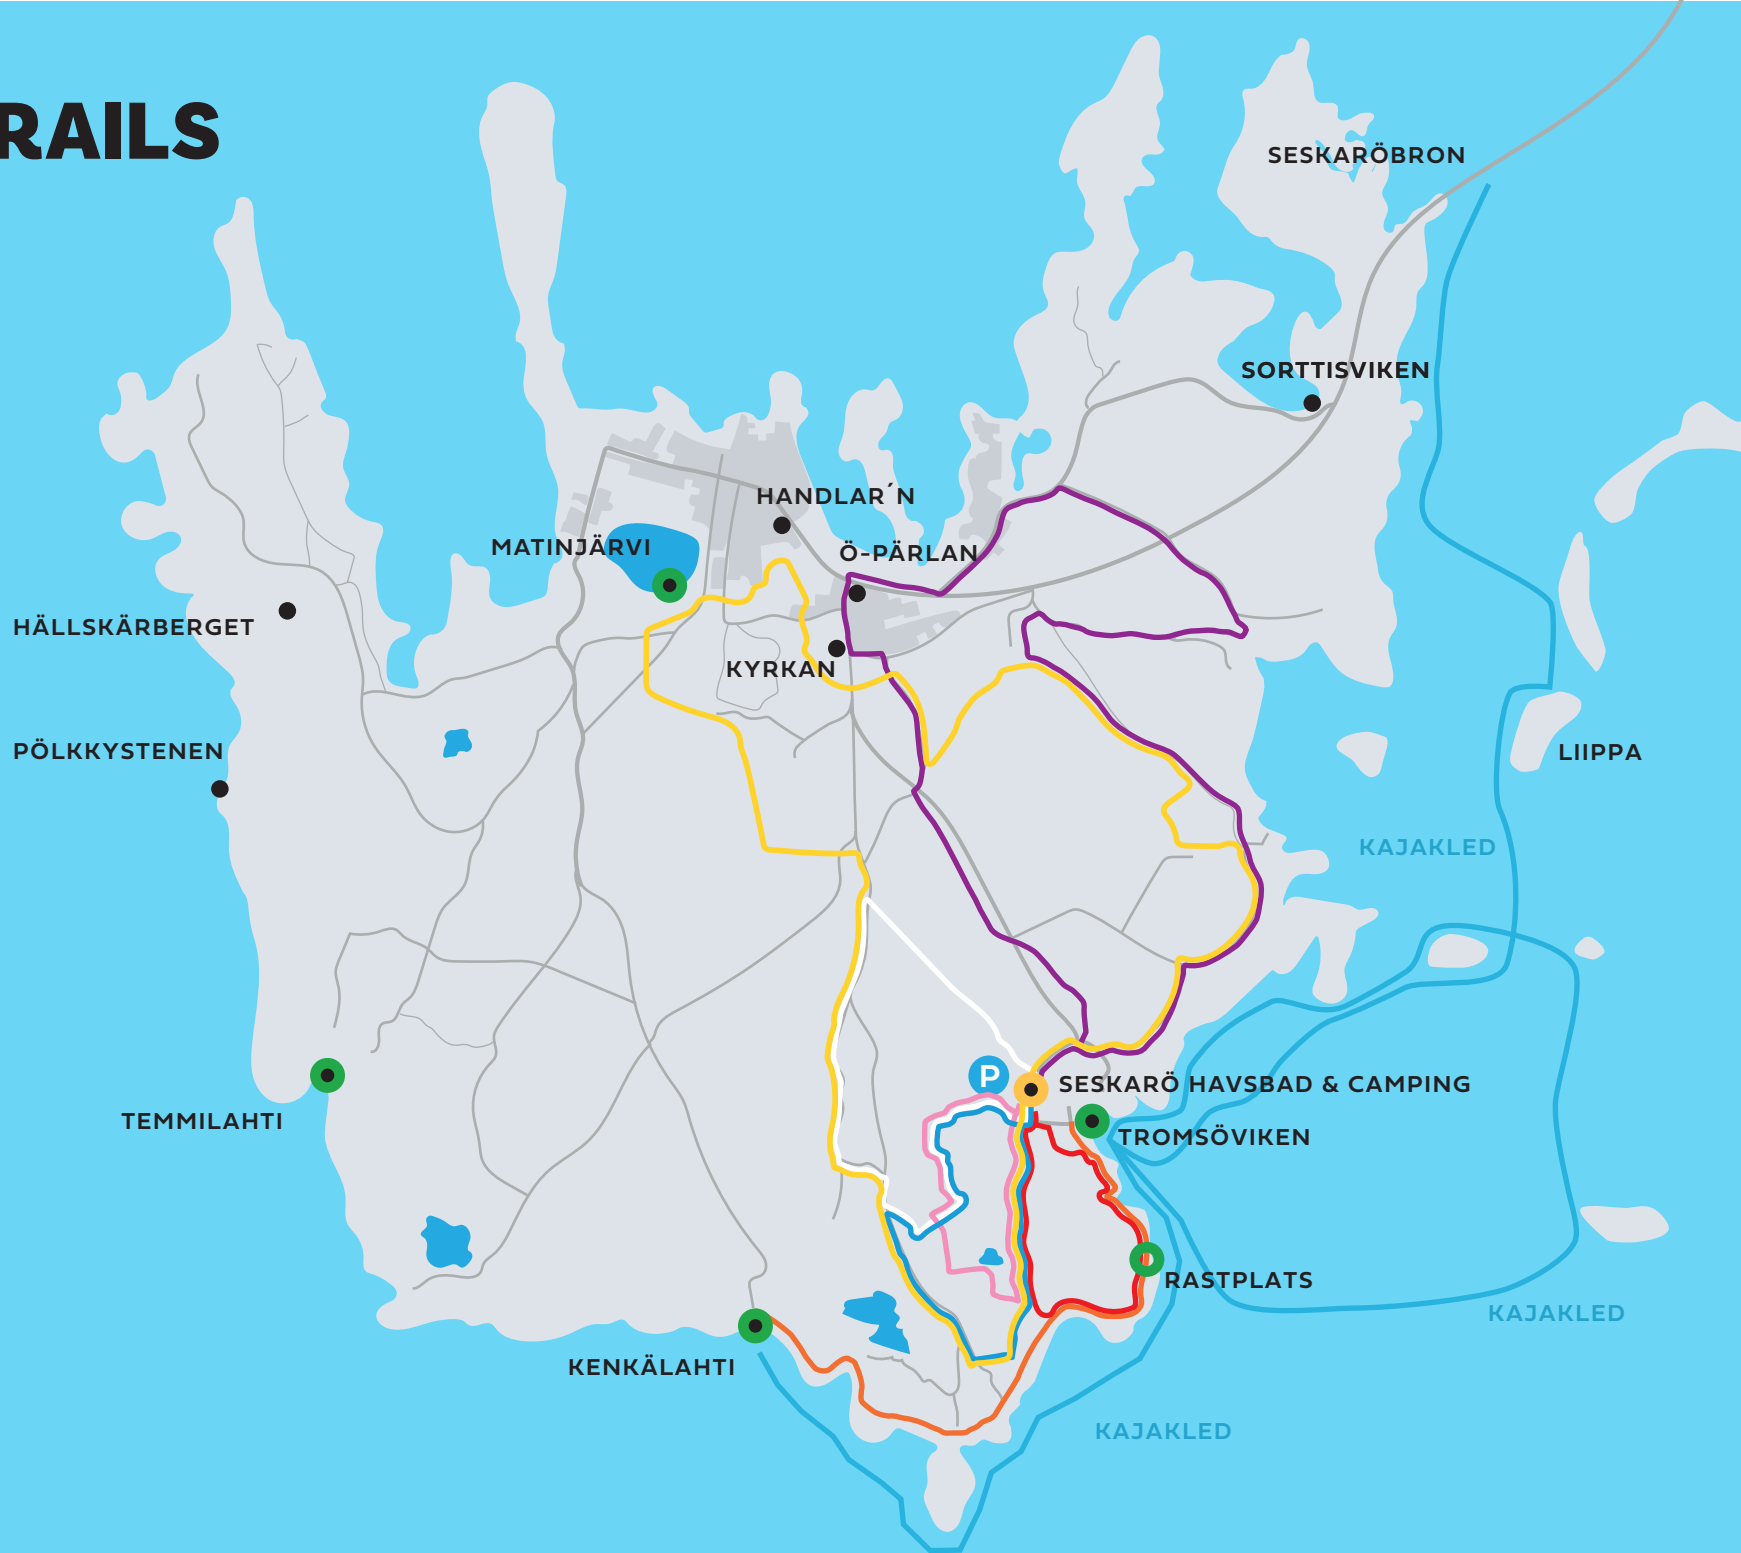 RAILS
SESKARÖBRON
SORTTISVIKEN
HANDLAR´N
MATINJÄRVI
Ö-PÄRLAN
HÄLLSKÄRBERGET
KYRKAN
PÖLKKYSTENEN
LIIPPA
KAJAKLED
P
SESKARÖ HAVSBAD & CAMPING
TEMMILAHTI
TROMSÖVIKEN
RASTPLATS
KAJAKLED
KENKÄLAHTI
KAJAKLED